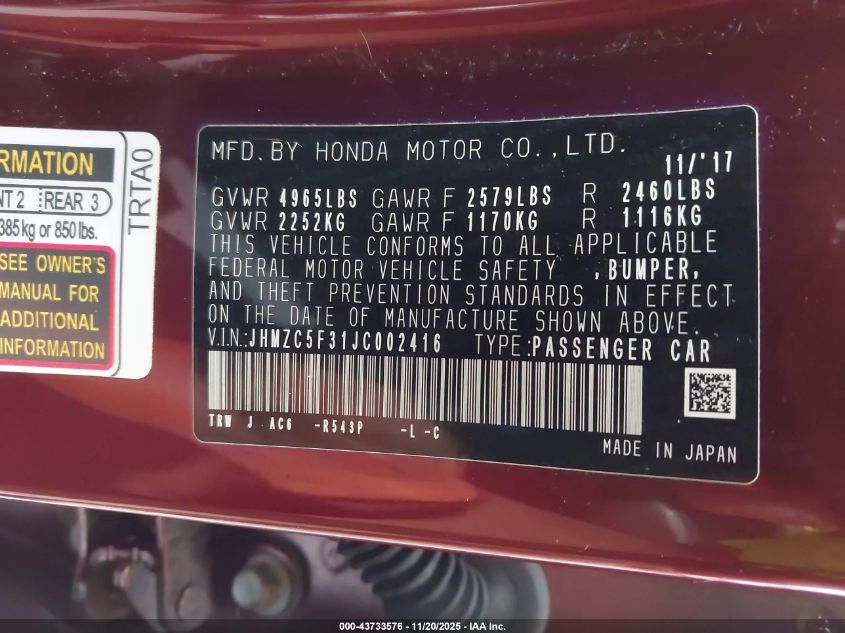 RMATION
NT 2 REAR 3
385 kg or 850 lbs.
SEE OWNER'S
MANUAL FOR
ADDITIONAL
INFORMATION
TRTA0
MFD. BY HONDA MOTOR CO., LTD.
11/'17
GVWR 4965LBS GAWR F 2579LBS R 2460LBS
GVWR 2252KG GAWR F 1170KG R 1116KG
THIS VEHICLE CONFORMS TO ALL APPLICABLE
FEDERAL MOTOR VEHICLE SAFETY ,BUMPER,
AND THEFT PREVENTION STANDARDS IN EFFECT
ON THE DATE OF MANUFACTURE SHOWN ABOVE.
V.IN.:JHMZC5F31JC002416 TYPE:PASSENGER CAR
TRW J AC6 -R543P -L -C
MADE IN JAPAN
000-43733576 - 11/20/2025 - IAA Inc.